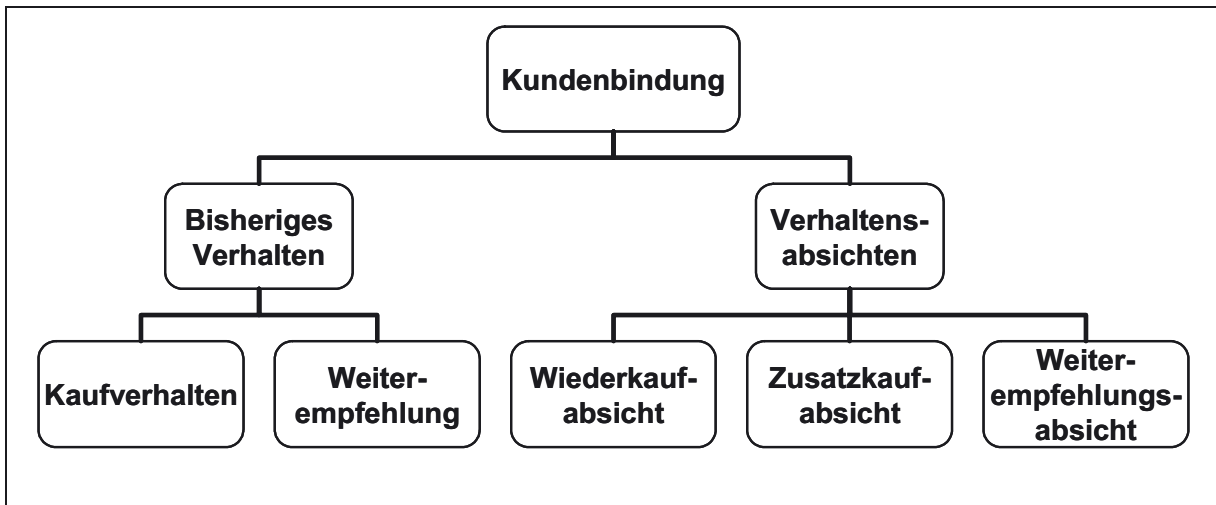 Kundenbindung
Bisheriges
Verhalten
Verhaltens-
absichten
Kaufverhalten
Weiter-
empfehlung
Wiederkauf-
absicht
Zusatzkauf-
absicht
Weiter-
empfehlungs-
absicht